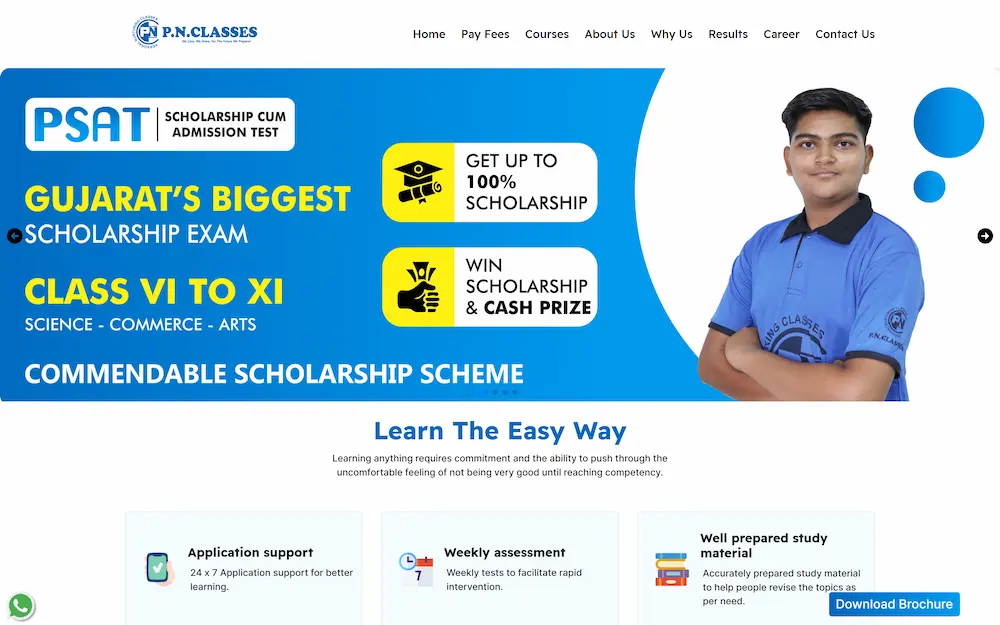 P.N.CLASSES
Home Pay Fees Courses About Us Why Us Results Career Contact Us
PSAT
SCHOLARSHIP CUM
ADMISSION TEST
GUJARAT'S BIGGEST
SCHOLARSHIP EXAM
CLASS VI TO XI
SCIENCE - COMMERCE - ARTS
COMMENDABLE SCHOLARSHIP SCHEME
GET UP TO
100%
SCHOLARSHIP
WIN
SCHOLARSHIP
& CASH PRIZE
KING CLASSES
P.N.CLASSES
Learn The Easy Way
Learning anything requires commitment and the ability to push through the
uncomfortable feeling of not being very good until reaching competency.
Application support
24 x 7 Application support for better
learning.
7
Weekly assessment
Weekly tests to facilitate rapid
intervention.
Well prepared study
material
Accurately prepared study material
to help people revise the topics as
per need.
Download Brochure